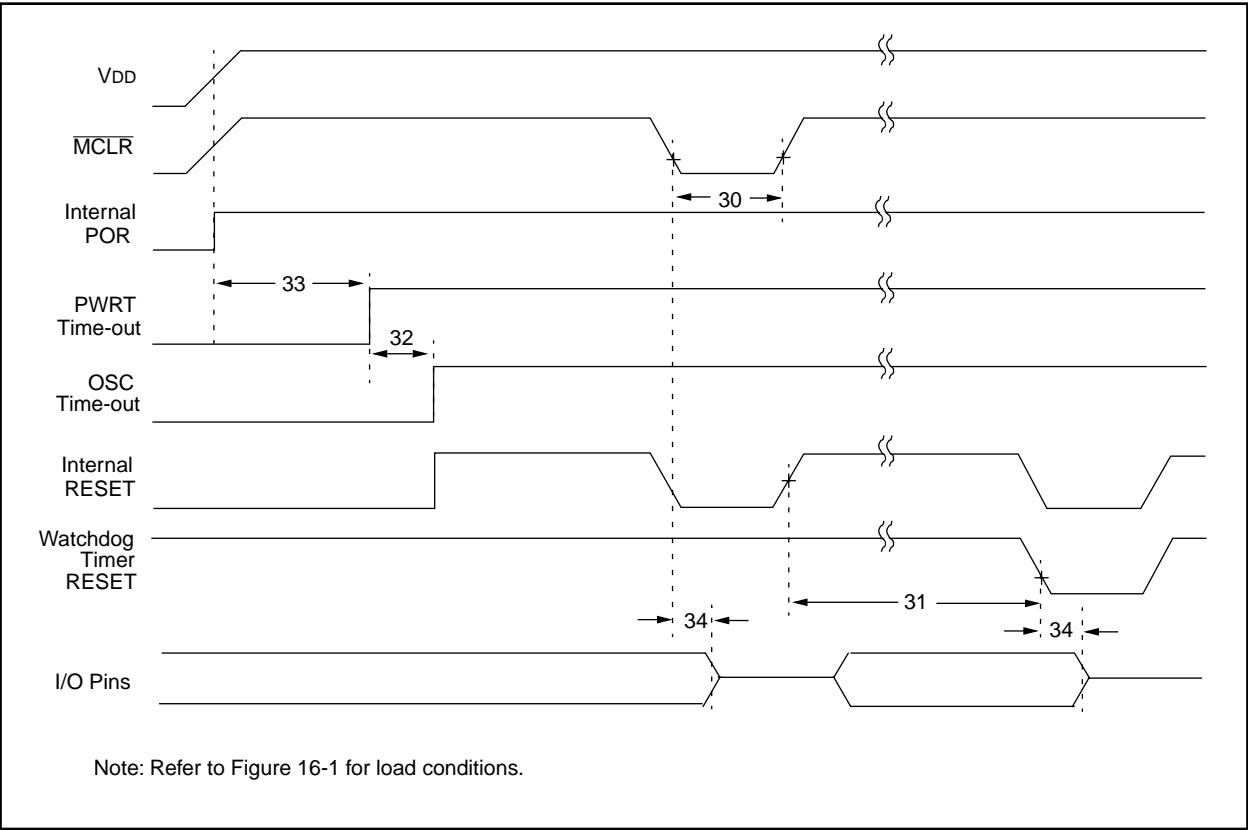 VDD
MCLR
30
Internal
POR
33
PWRT
Time-out
32
OSC
Time-out
Internal
RESET
Watchdog
Timer
RESET
31
34
34
I/O Pins
Note: Refer to Figure 16-1 for load conditions.